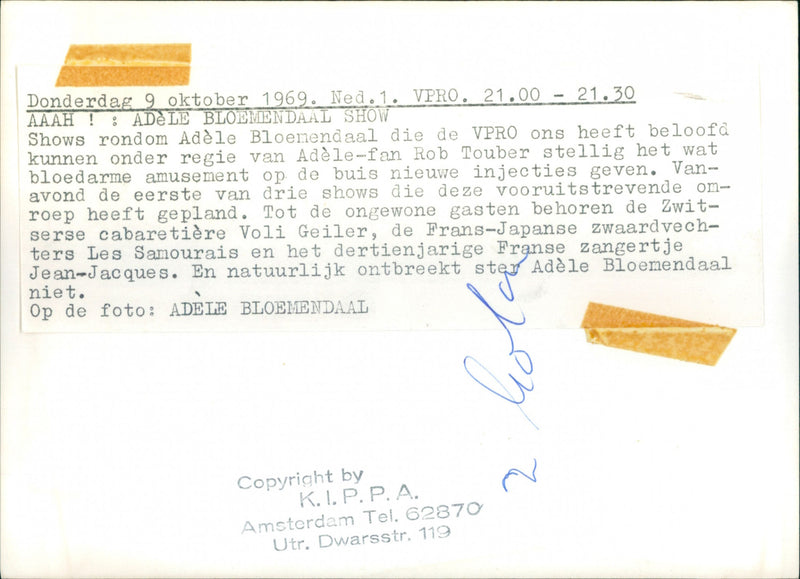 Donderdag 9 oktober 1969. Ned.1. VPRO. 21.00 - 21.30
AAAH ! : ADèLE BLOEMENDAAL SHOW
Shows rondom Adèle Bloemendaal die de VPRO ons heeft beloofd
kunnen onder regie van Adèle-fan Rob Touber stellig het wat
bloedarme amusement op de buis nieuwe injecties geven. Van-
avond de eerste van drie shows die deze vooruitstrevende om-
roep heeft gepland. Tot de ongewone gasten behoren de Zwit-
serse cabaretière Voli Geiler, de Frans-Japanse zwaardvech-
ters Les Samourais en het dertienjarige Franse zangertje
Jean-Jacques. En natuurlijk ontbreekt ster Adèle Bloemendaal
niet.
Op de foto: ADÈLE BLOEMENDAAL
2
Copyright by
K.I.P.P.A.
Amsterdam Tel. 62870
Utr. Dwarsstr. 119